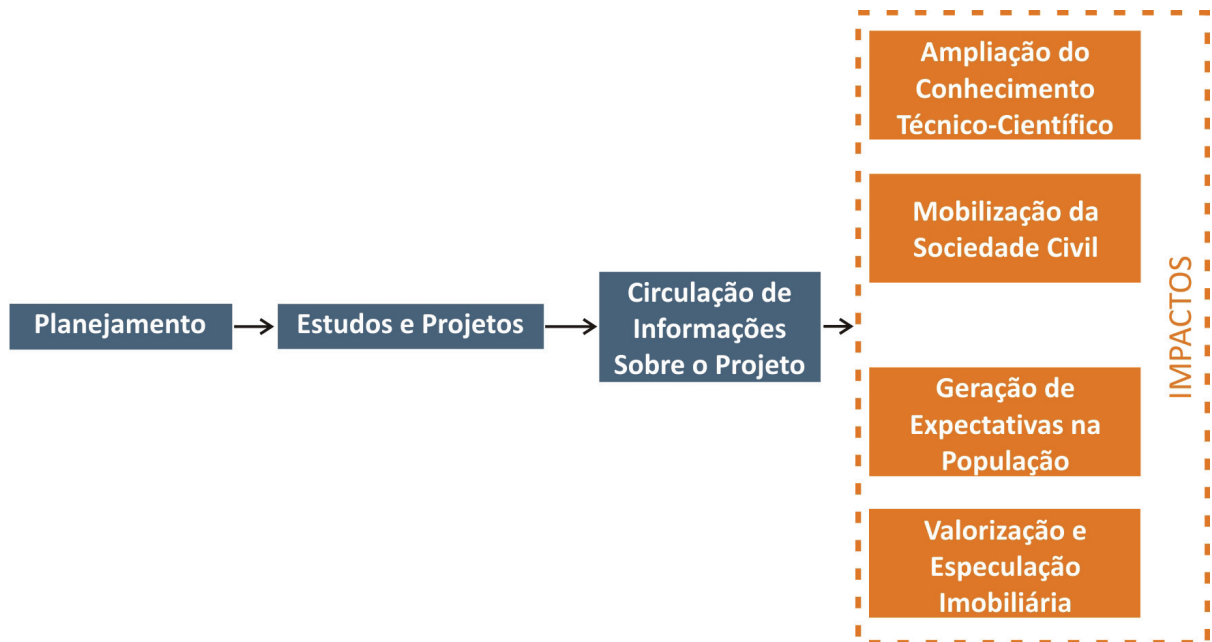 Planejamento
Estudos e Projetos
Circulação de
Informações
Sobre o Projeto
Ampliação do
Conhecimento
Técnico-Científico
Mobilização da
Sociedade Civil
Geração de
Expectativas na
População
Valorização e
Especulação
Imobiliária
IMPACTOS